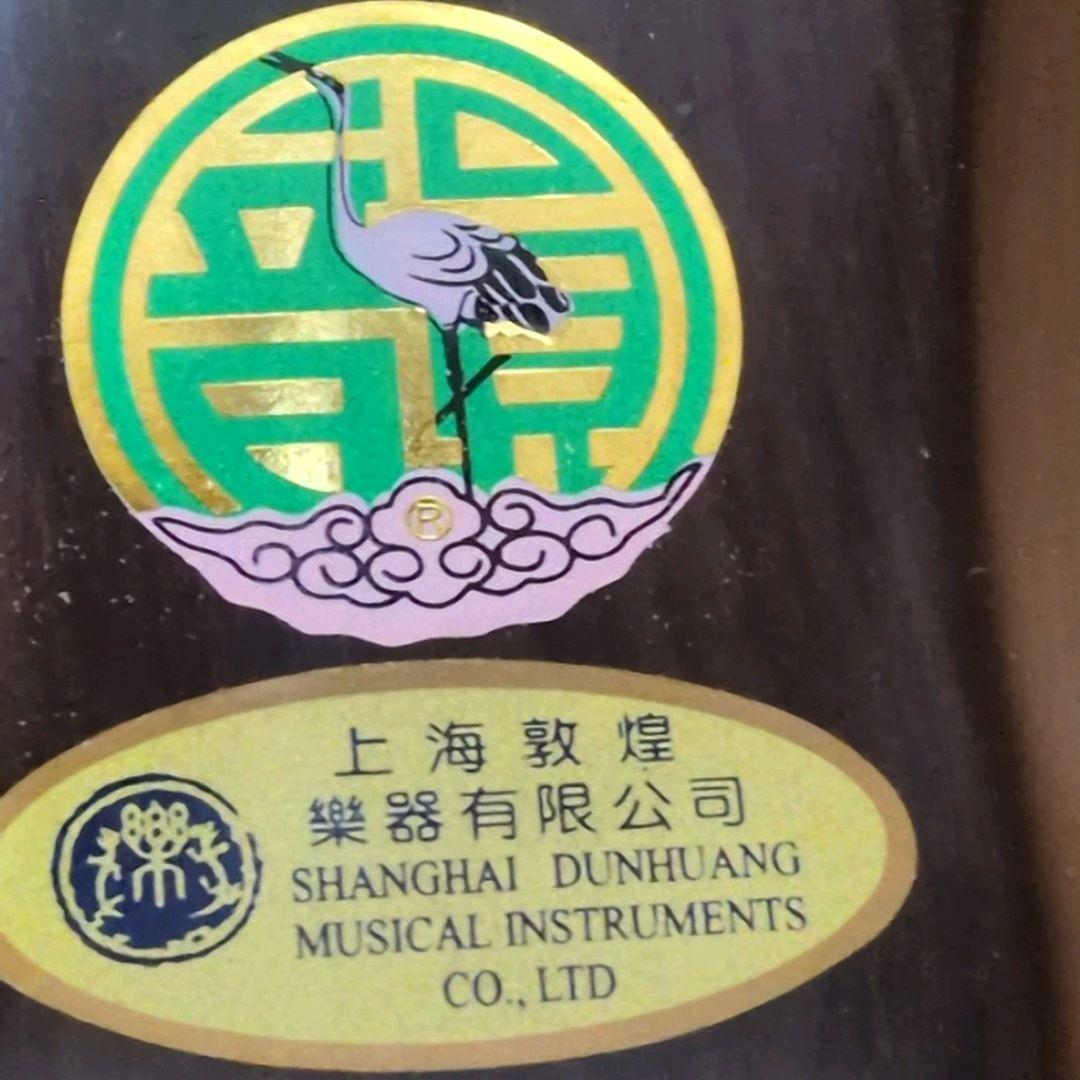 ®
上海敦煌
樂器有限公司
SHANGHAI DUNHUANG
MUSICAL INSTRUMENTS
CO., LTD